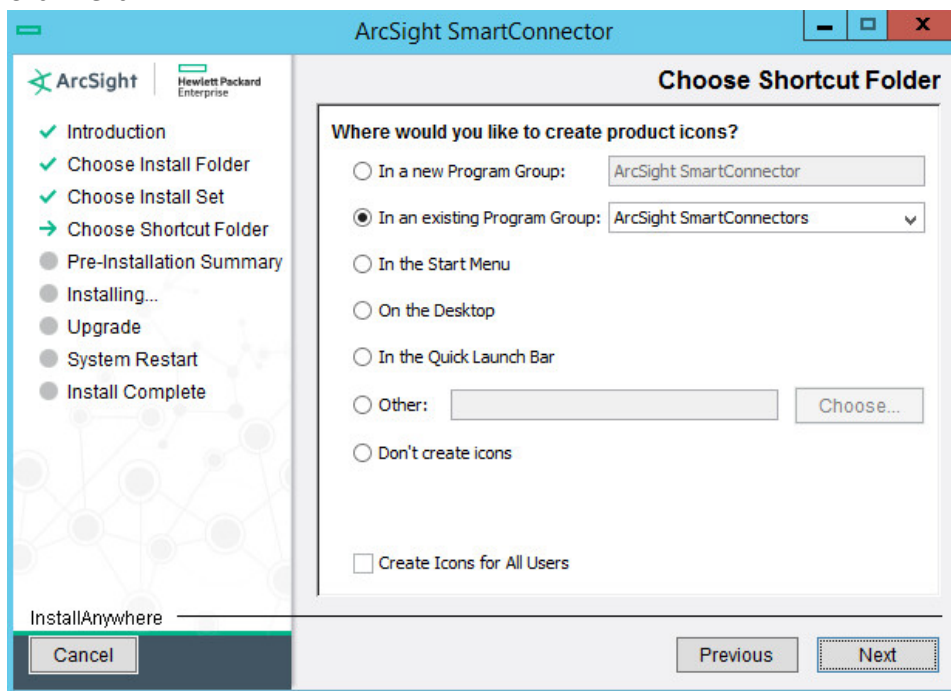 ArcSight SmartConnector
X
ArcSight
Hewlett Packard
Enterprise
Choose Shortcut Folder
Introduction
Choose Install Folder
Choose Install Set
Choose Shortcut Folder
Pre-Installation Summary
Installing...
Upgrade
System Restart
Install Complete
Where would you like to create product icons?
In a new Program Group: ArcSight SmartConnector
In an existing Program Group: ArcSight SmartConnectors
In the Start Menu
On the Desktop
In the Quick Launch Bar
Other: Choose...
Don't create icons
Create Icons for All Users
InstallAnywhere
Cancel Previous Next